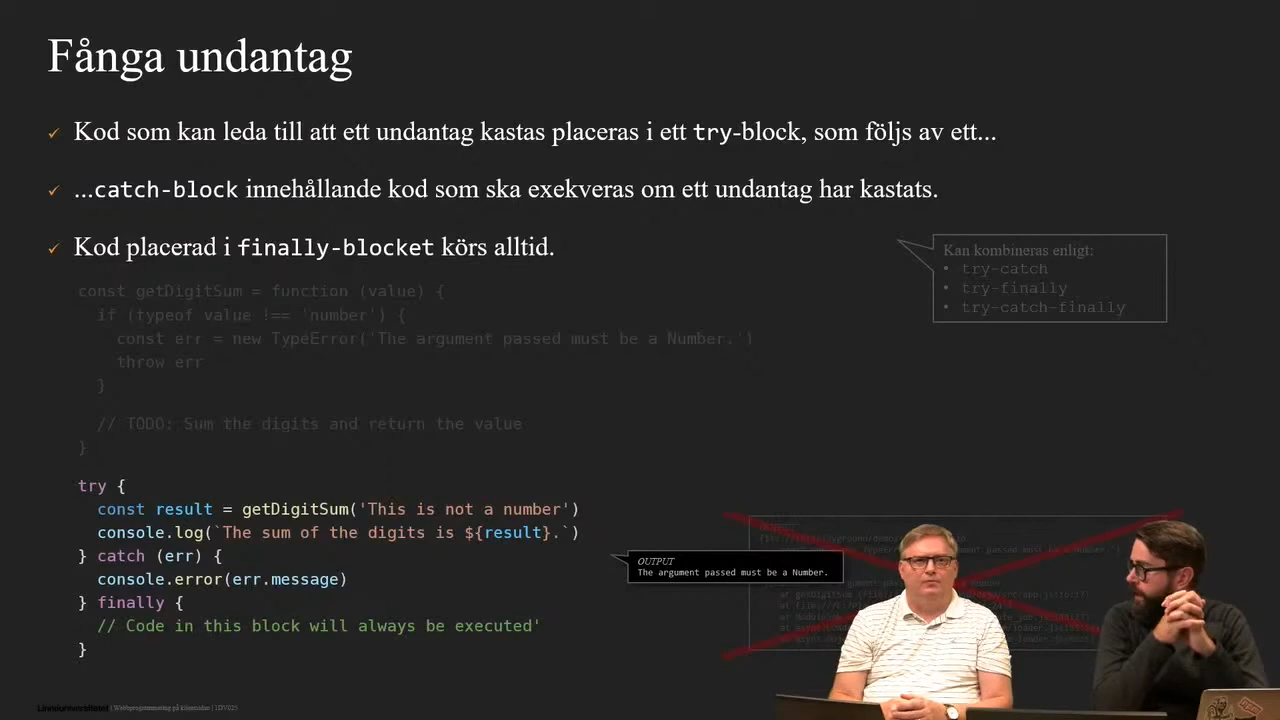 Fånga undantag
✓ Kod som kan leda till att ett undantag kastas placeras i ett try-block, som följs av ett...
✓ ...catch-block innehållande kod som ska exekveras om ett undantag har kastats.
✓ Kod placerad i finally-blocket körs alltid.
Kan kombineras enligt:
• try-catch
• try-finally
• try-catch-finally
const getDigitSum = function (value) {
if (typeof value !== 'number') {
const err = new TypeError('The argument passed must be a Number.')
throw err
}
// TODO: Sum the digits and return the value
}
try {
const result = getDigitSum('This is not a number')
console.log(`The sum of the digits is ${result}.`)
} catch (err) {
console.error(err.message)
} finally {
// Code in this block will always be executed'
}
OUTPUT
The argument passed must be a Number.
OUTPUT
Linnéuniversitetet | Webbprogrammering på klientsidan | 1DV025